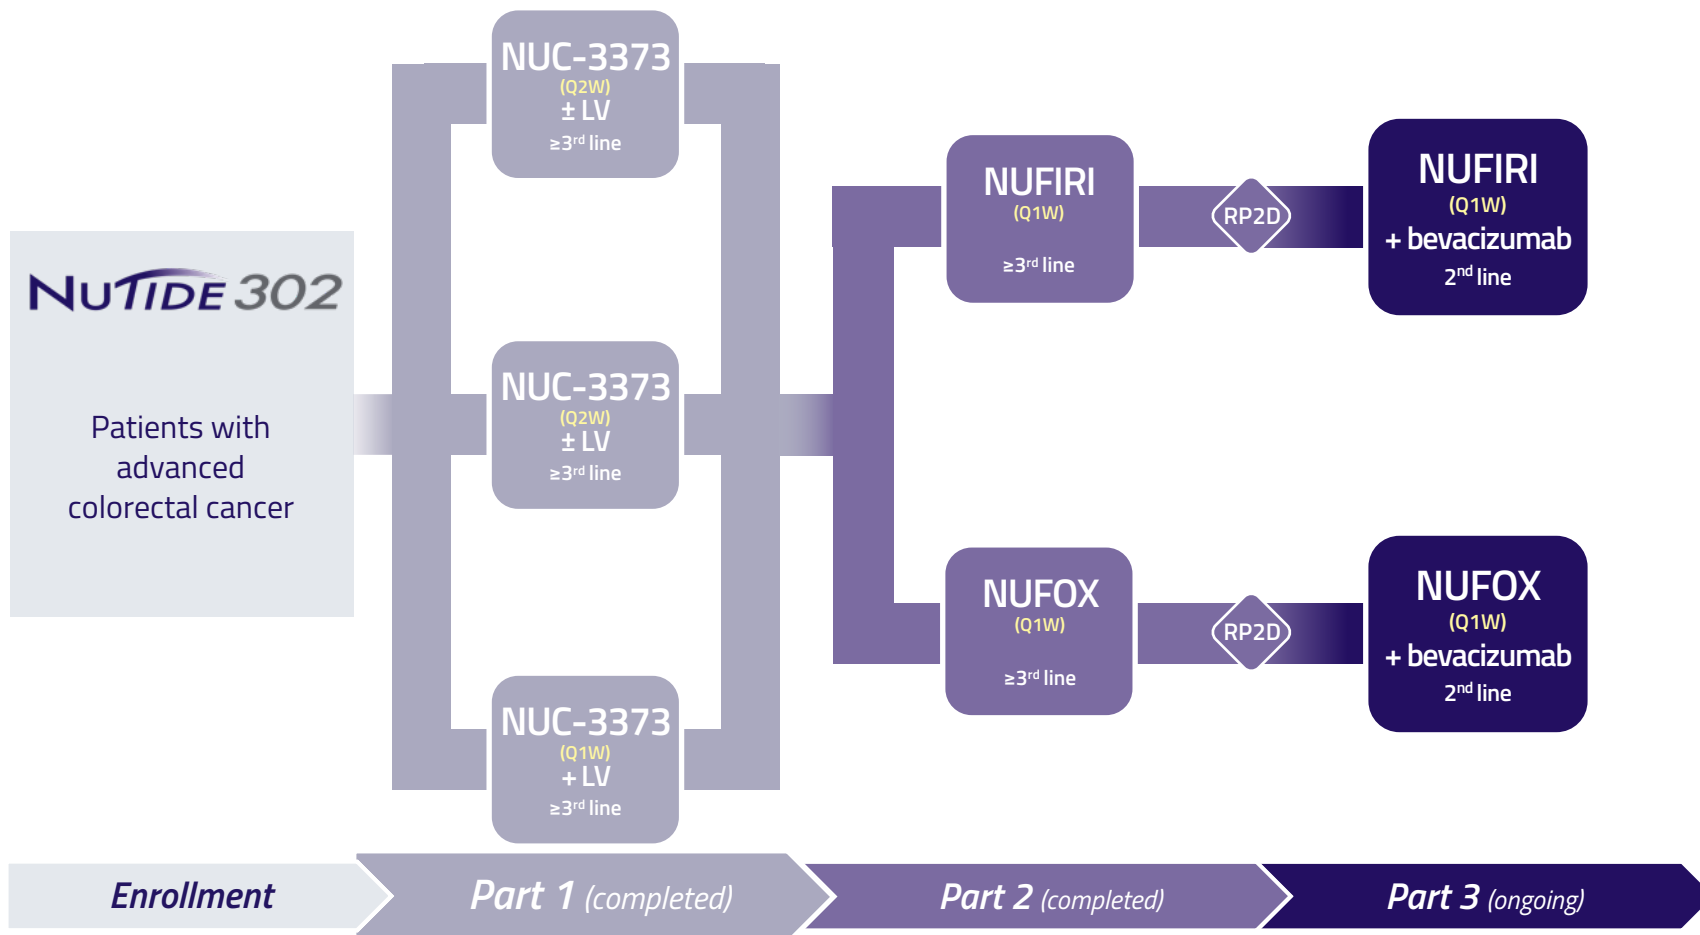 NUTIDE 302
Patients with
advanced
colorectal cancer
NUC-3373
(Q2W)
± LV
≥3rd line
NUC-3373
(Q2W)
± LV
≥3rd line
NUC-3373
(Q1W)
+ LV
≥3rd line
NUFIRI
(Q1W)
≥3rd line
RP2D
NUFIRI
(Q1W)
+ bevacizumab
2nd line
NUFOX
(Q1W)
≥3rd line
RP2D
NUFOX
(Q1W)
+ bevacizumab
2nd line
Enrollment
Part 1 (completed)
Part 2 (completed)
Part 3 (ongoing)